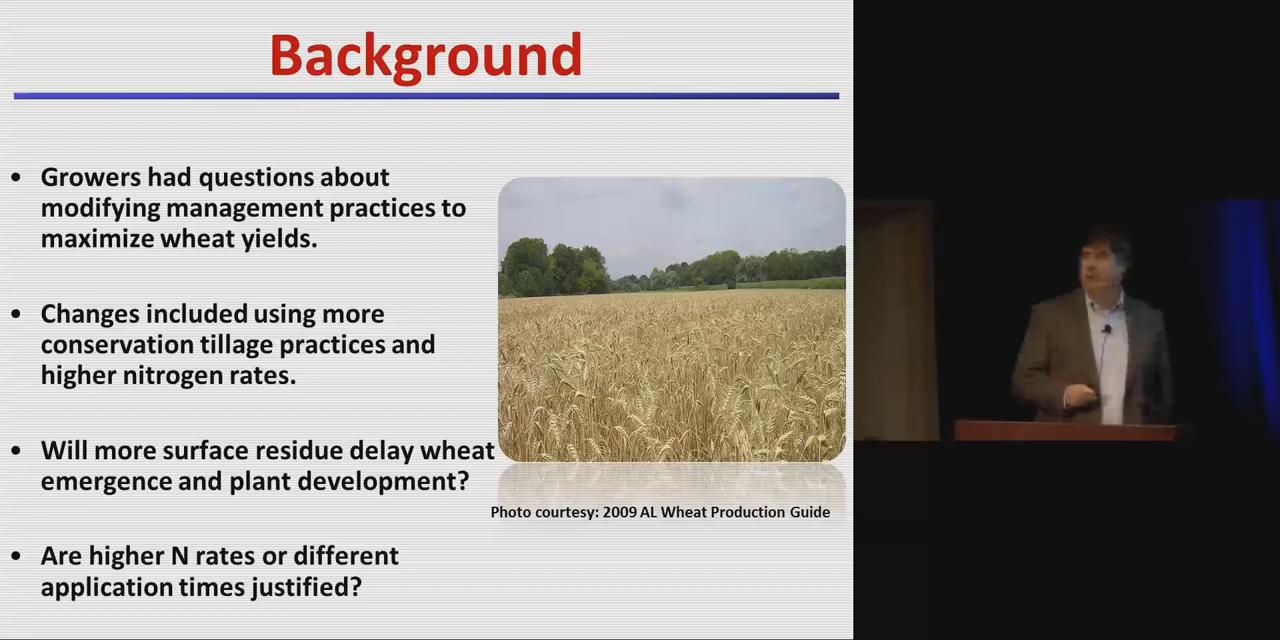 Background
• Growers had questions about
modifying management practices to
maximize wheat yields.
• Changes included using more
conservation tillage practices and
higher nitrogen rates.
• Will more surface residue delay wheat
emergence and plant development?
Photo courtesy: 2009 AL Wheat Production Guide
• Are higher N rates or different
application times justified?